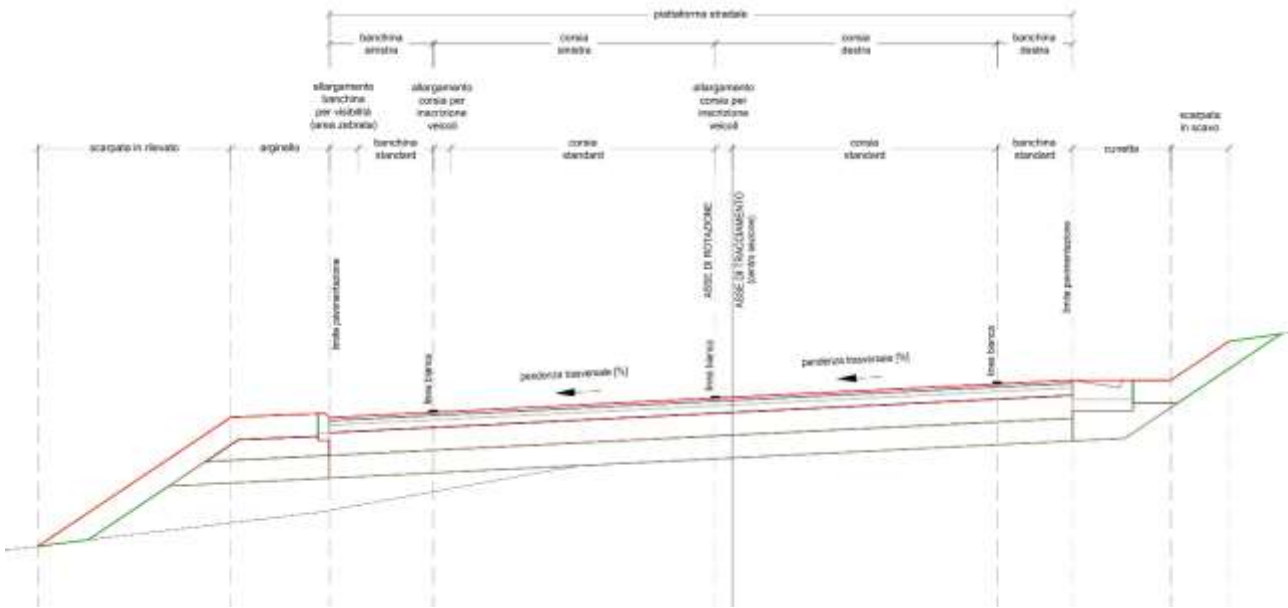 piattaforma stradale
banchina
sinistra
corsia
sinistra
corsia
destra
banchina
destra
allargamento
banchina
per visibilità
(area zebrata)
allargamento
corsia per
inscrizione
veicoli
allargamento
corsia per
inscrizione
veicoli
scarpata
in scavo
scarpata in rilevato
arginello
banchina
standard
corsia
standard
corsia
standard
banchina
standard
cunetta
limite pavimentazione
linea bianca
ASSE DI ROTAZIONE
ASSE DI TRACCIAMENTO
(centro sezione)
linea bianca
linea bianca
limite pavimentazione
pendenza trasversale [%]
pendenza trasversale [%]